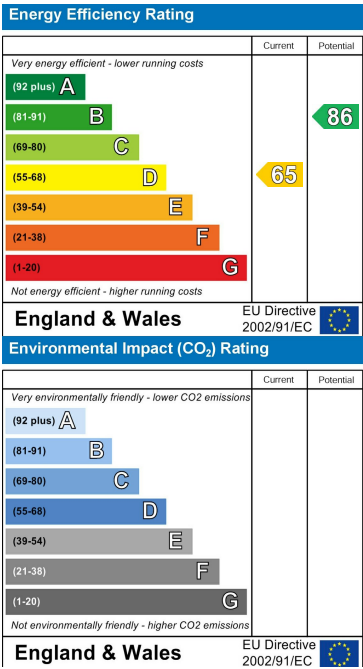 Energy Efficiency Rating
Current Potential
Very energy efficient - lower running costs
(92 plus) A
(81-91) B
86
(69-80) C
(55-68) D
65
(39-54) E
(21-38) F
(1-20) G
Not energy efficient - higher running costs
England & Wales
EU Directive
2002/91/EC
Environmental Impact (CO₂) Rating
Current Potential
Very environmentally friendly - lower CO2 emissions
(92 plus) A
(81-91) B
(69-80) C
(55-68) D
(39-54) E
(21-38) F
(1-20) G
Not environmentally friendly - higher CO2 emissions
England & Wales
EU Directive
2002/91/EC